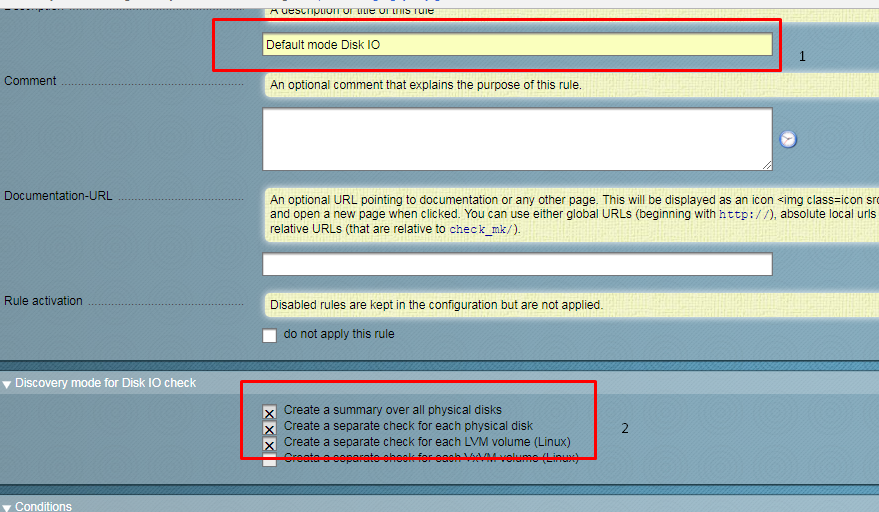 A description or title of this rule
Default mode Disk IO
1
Comment
An optional comment that explains the purpose of this rule.
Documentation-URL
An optional URL pointing to documentation or any other page. This will be displayed as an icon <img class=icon src
and open a new page when clicked. You can use either global URLs (beginning with http://), absolute local urls
relative URLs (that are relative to check_mk/).
Rule activation
Disabled rules are kept in the configuration but are not applied.
do not apply this rule
Discovery mode for Disk IO check
Create a summary over all physical disks
Create a separate check for each physical disk
2
Create a separate check for each LVM volume (Linux)
Create a separate check for each VxVM volume (Linux)
Conditions